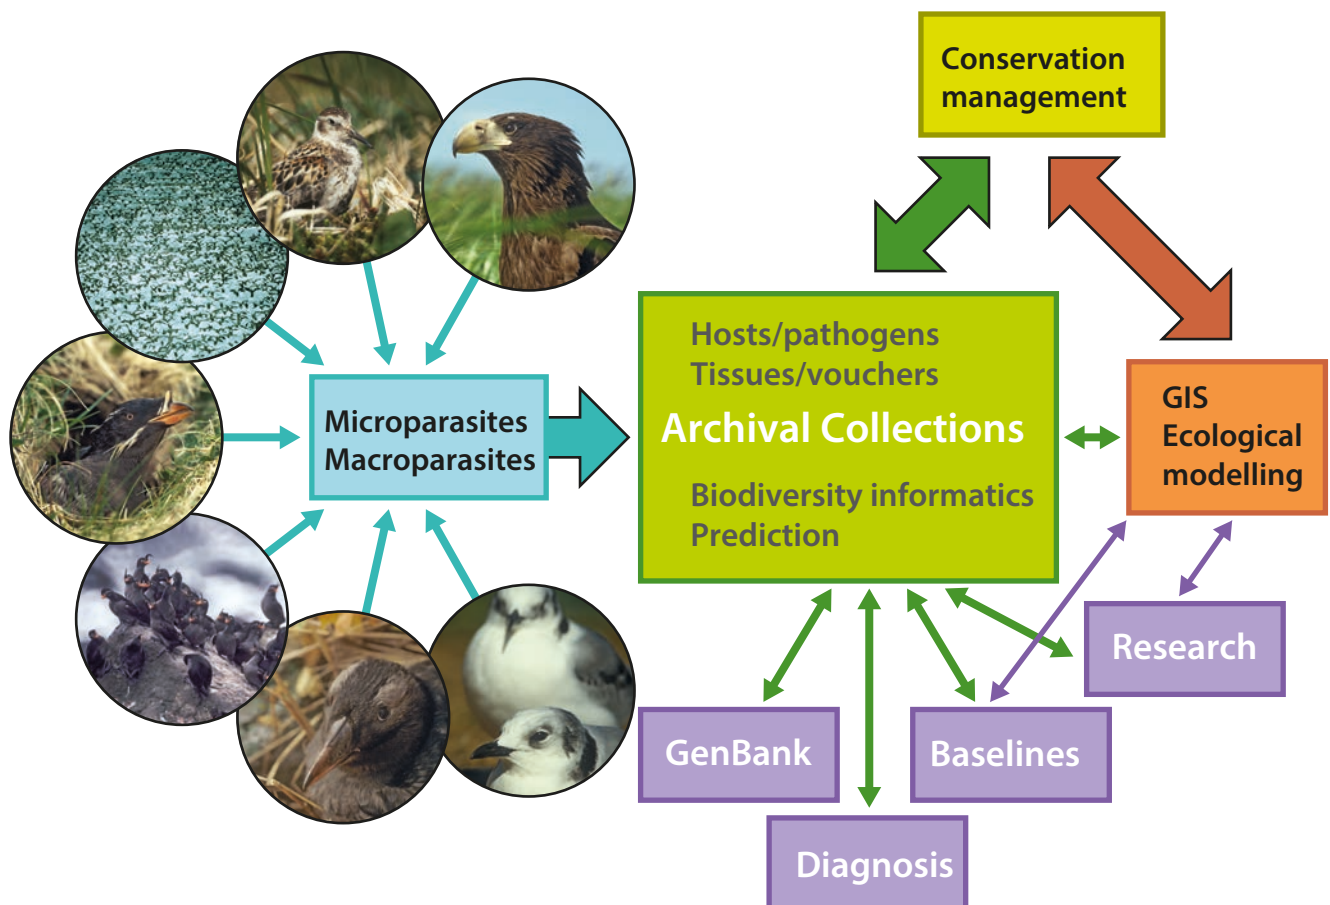 Conservation
management
Hosts/pathogens
Tissues/vouchers
Archival Collections
Biodiversity informatics
Prediction
Microparasites
Macroparasites
GIS
Ecological
modelling
Research
GenBank
Baselines
Diagnosis